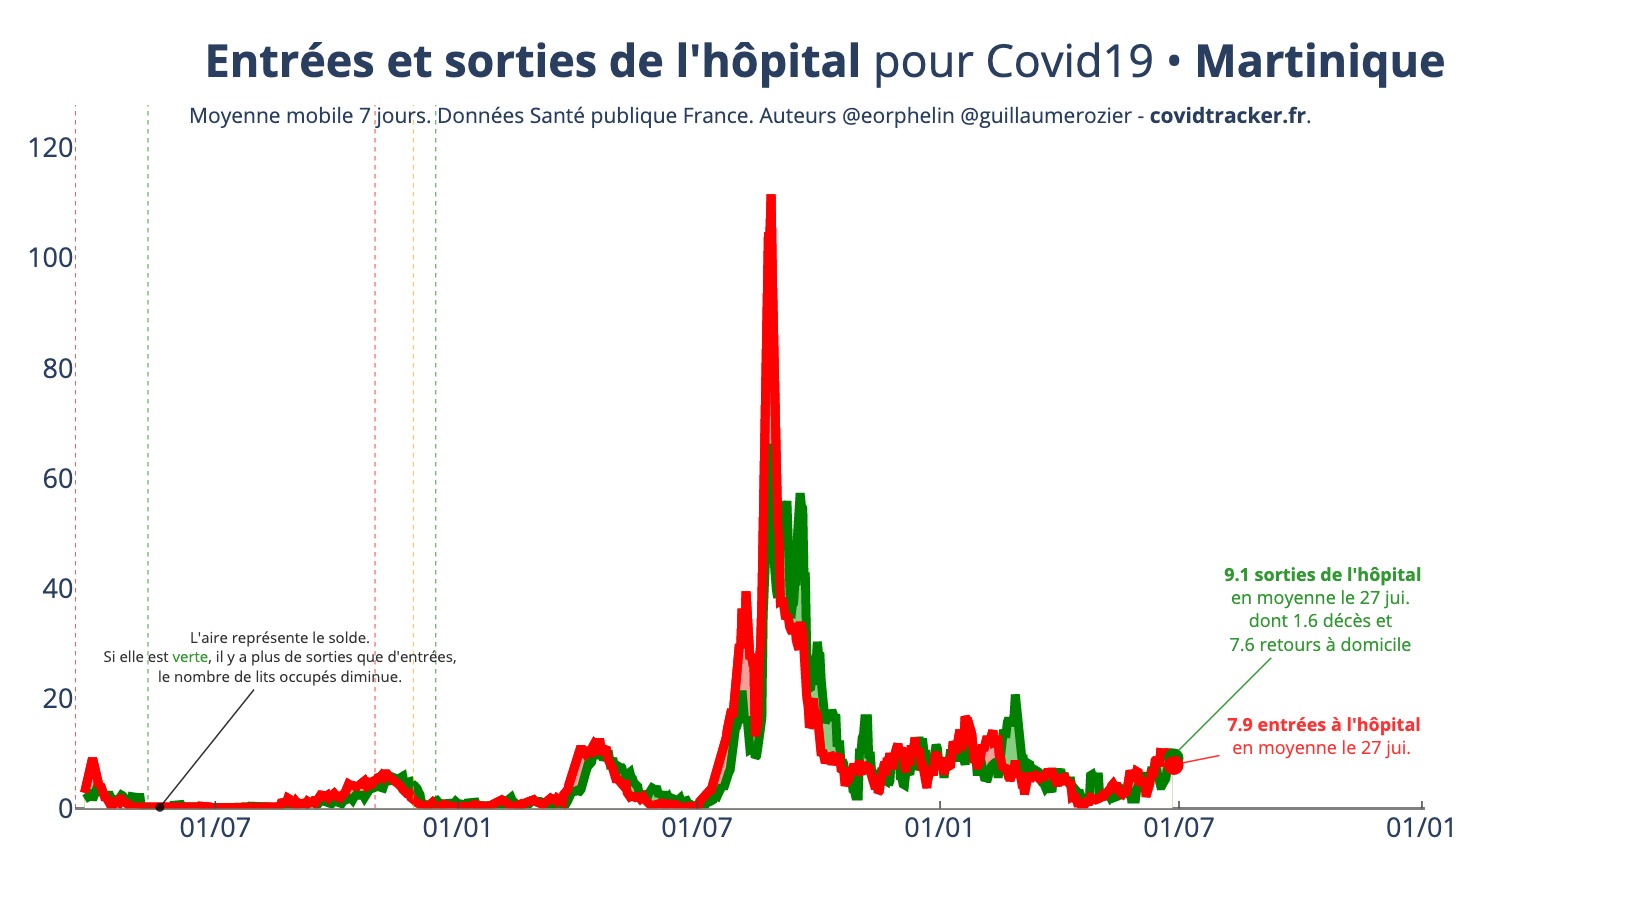 Entrées et sorties de l'hôpital pour Covid19 • Martinique
Moyenne mobile 7 jours. Données Santé publique France. Auteurs @eorphelin @guillaumerozier - covidtracker.fr.
120
100
80
60
40
20
0
9.1 sorties de l'hôpital
en moyenne le 27 jui.
dont 1.6 décès et
7.6 retours à domicile
7.9 entrées à l'hôpital
en moyenne le 27 jui.
L'aire représente le solde.
Si elle est verte, il y a plus de sorties que d'entrées,
le nombre de lits occupés diminue.
01/07 01/01 01/07 01/01 01/07 01/01